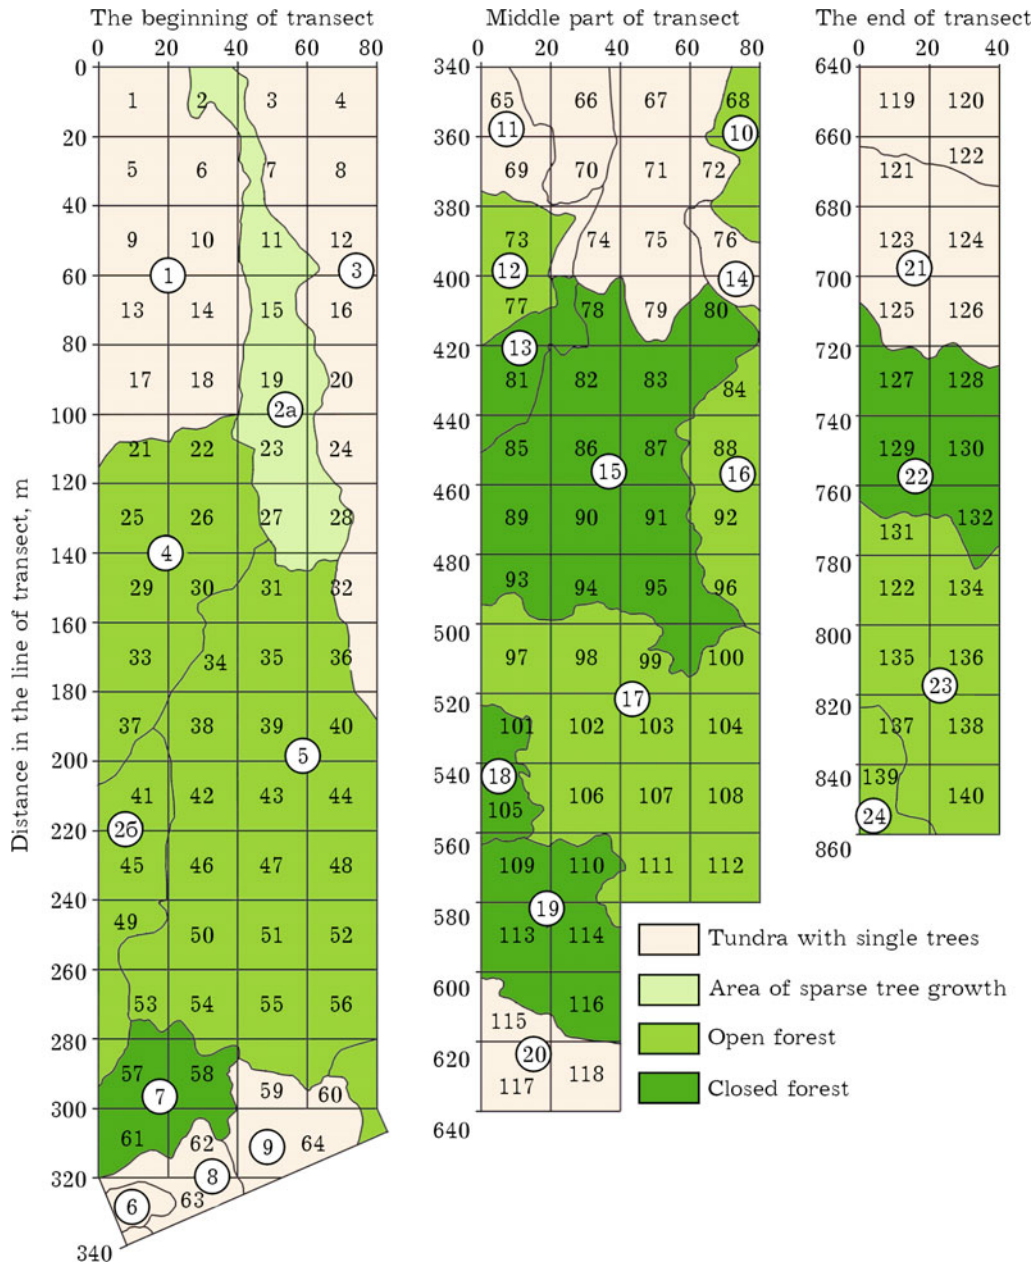 The beginning of transect
0 20 40 60 80
Distance in the line of transect, m
0
1 2 3 4
20
5 6 7 8
40
9 10 11 12
60
1 3
13 14 15 16
80
17 18 19 20
100
2a
21 22 23 24
120
25 26 27 28
140
4
29 30 31 32
160
33 34 35 36
180
37 38 39 40
200
5
41 42 43 44
220
2б
45 46 47 48
240
49 50 51 52
260
53 54 55 56
280
57 58 59 60
7
300
61 62 9 64
320
8
6 63
340
Middle part of transect
0 20 40 60 80
340
65 66 67 68
11 10
360
69 70 71 72
380
73 74 75 76
12 14
400
77 78 79 80
420
13
81 82 83 84
440
85 86 87 88
15 16
460
89 90 91 92
480
93 94 95 96
500
97 98 99 100
520
17
101 102 103 104
540
18
105 106 107 108
560
109 110 111 112
580
19
113 114
600
115 116
620
20
117 118
640
The end of transect
0 20 40
640
119 120
660
121 122
680
123 124
21
700
125 126
720
127 128
740
129 130
22
760
131 132
780
122 134
800
135 136
23
820
137 138
840
139 140
24
860
Tundra with single trees
Area of sparse tree growth
Open forest
Closed forest